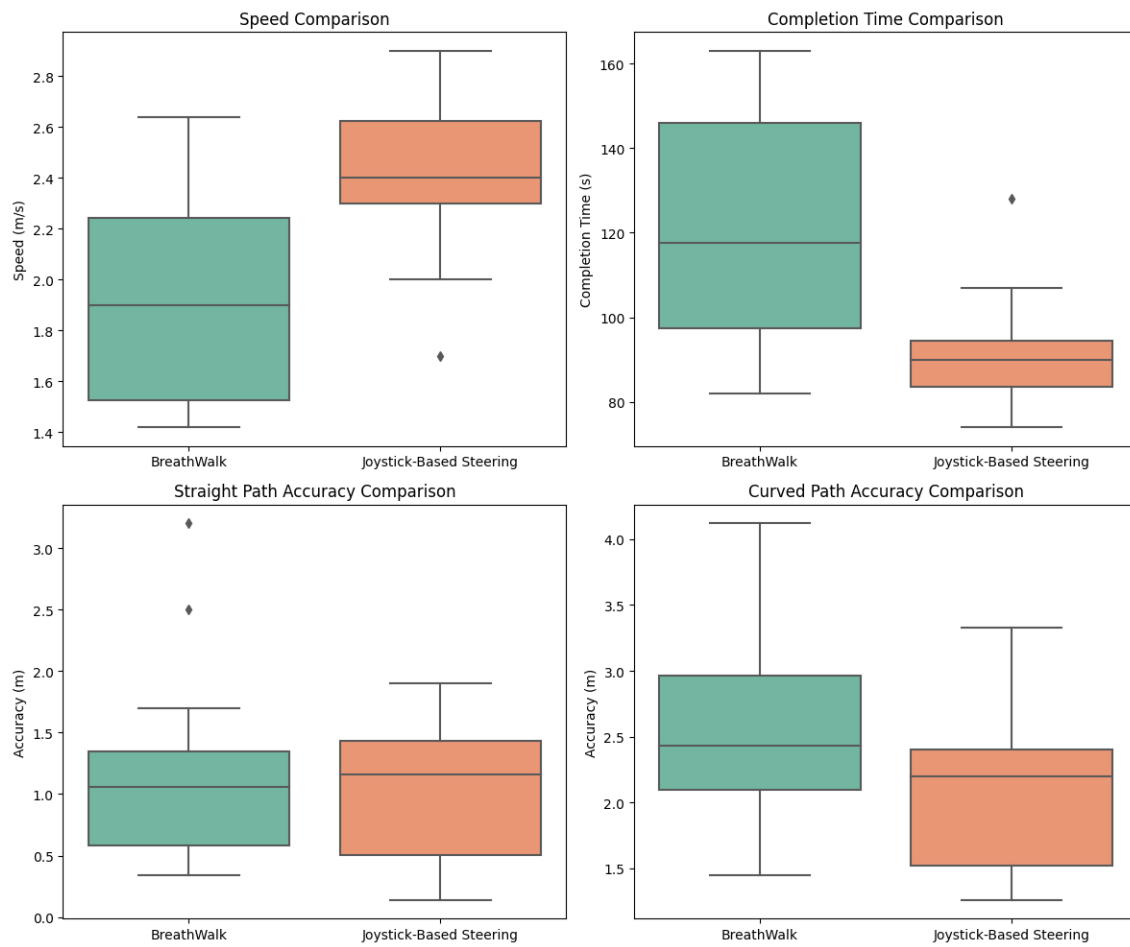 Speed Comparison
2.8
2.6
2.4
2.2
2.0
1.8
1.6
1.4
Speed (m/s)
BreathWalk
Joystick-Based Steering
Completion Time Comparison
160
140
120
100
80
Completion Time (s)
BreathWalk
Joystick-Based Steering
Straight Path Accuracy Comparison
3.0
2.5
2.0
1.5
1.0
0.5
0.0
Accuracy (m)
BreathWalk
Joystick-Based Steering
Curved Path Accuracy Comparison
4.0
3.5
3.0
2.5
2.0
1.5
Accuracy (m)
BreathWalk
Joystick-Based Steering